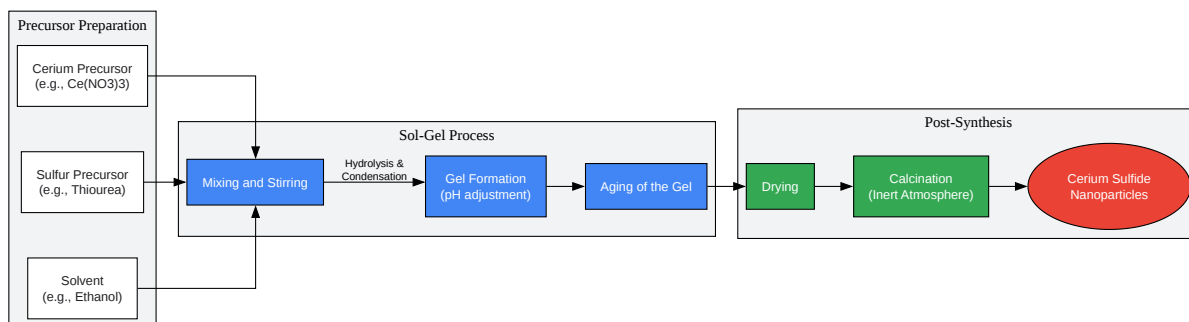 Precursor Preparation
Cerium Precursor
(e.g., Ce(NO3)3)
Sulfur Precursor
(e.g., Thiourea)
Solvent
(e.g., Ethanol)
Sol-Gel Process
Mixing and Stirring
Hydrolysis &
Condensation
Gel Formation
(pH adjustment)
Aging of the Gel
Post-Synthesis
Drying
Calcination
(Inert Atmosphere)
Cerium Sulfide
Nanoparticles